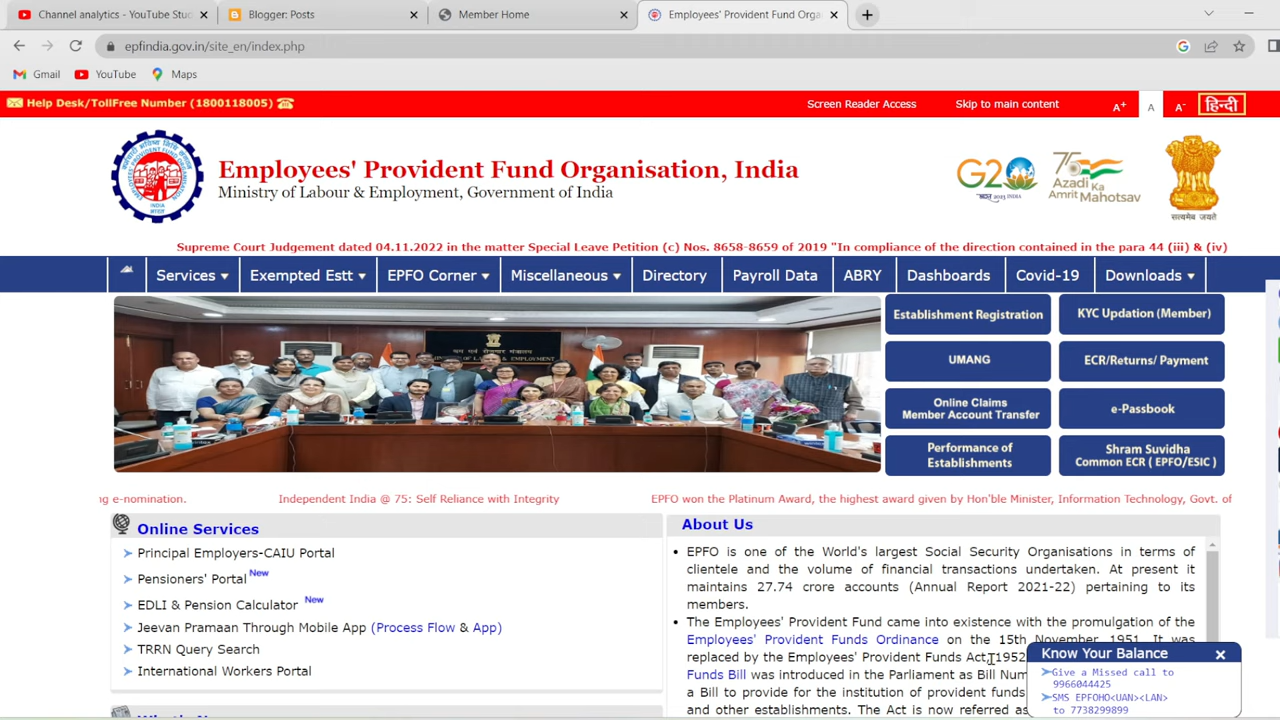 Channel analytics - YouTube Stud
Blogger: Posts
Member Home
Employees' Provident Fund Orga
epfindia.gov.in/site_en/index.php
Gmail
YouTube
Maps
Help Desk/TollFree Number (1800118005)
Screen Reader Access
Skip to main content
A+
A
A-
हिन्दी
Employees' Provident Fund Organisation, India
Ministry of Labour & Employment, Government of India
G20
75
Azadi Ka
Amrit Mahotsav
सत्यमेव जयते
Supreme Court Judgement dated 04.11.2022 in the matter Special Leave Petition (c) Nos. 8658-8659 of 2019 "In compliance of the direction contained in the para 44 (iii) & (iv)
Services
Exempted Estt
EPFO Corner
Miscellaneous
Directory
Payroll Data
ABRY
Dashboards
Covid-19
Downloads
Establishment Registration
KYC Updation (Member)
UMANG
ECR/Returns/ Payment
Online Claims
Member Account Transfer
e-Passbook
Performance of
Establishments
Shram Suvidha
Common ECR ( EPFO/ESIC )
ng e-nomination.
Independent India @ 75: Self Reliance with Integrity
EPFO won the Platinum Award, the highest award given by Hon'ble Minister, Information Technology, Govt. of
Online Services
Principal Employers-CAIU Portal
Pensioners' Portal New
EDLI & Pension Calculator New
Jeevan Pramaan Through Mobile App (Process Flow & App)
TRRN Query Search
International Workers Portal
About Us
EPFO is one of the World's largest Social Security Organisations in terms of
clientele and the volume of financial transactions undertaken. At present it
maintains 27.74 crore accounts (Annual Report 2021-22) pertaining to its
members.
The Employees' Provident Fund came into existence with the promulgation of the
Employees' Provident Funds Ordinance on the 15th November, 1951. It was
replaced by the Employees' Provident Funds Act, 1952
Funds Bill was introduced in the Parliament as Bill Num
a Bill to provide for the institution of provident funds
and other establishments. The Act is now referred as
Know Your Balance
Give a Missed call to
9966044425
SMS EPFOHO<UAN><LAN>
to 7738299899